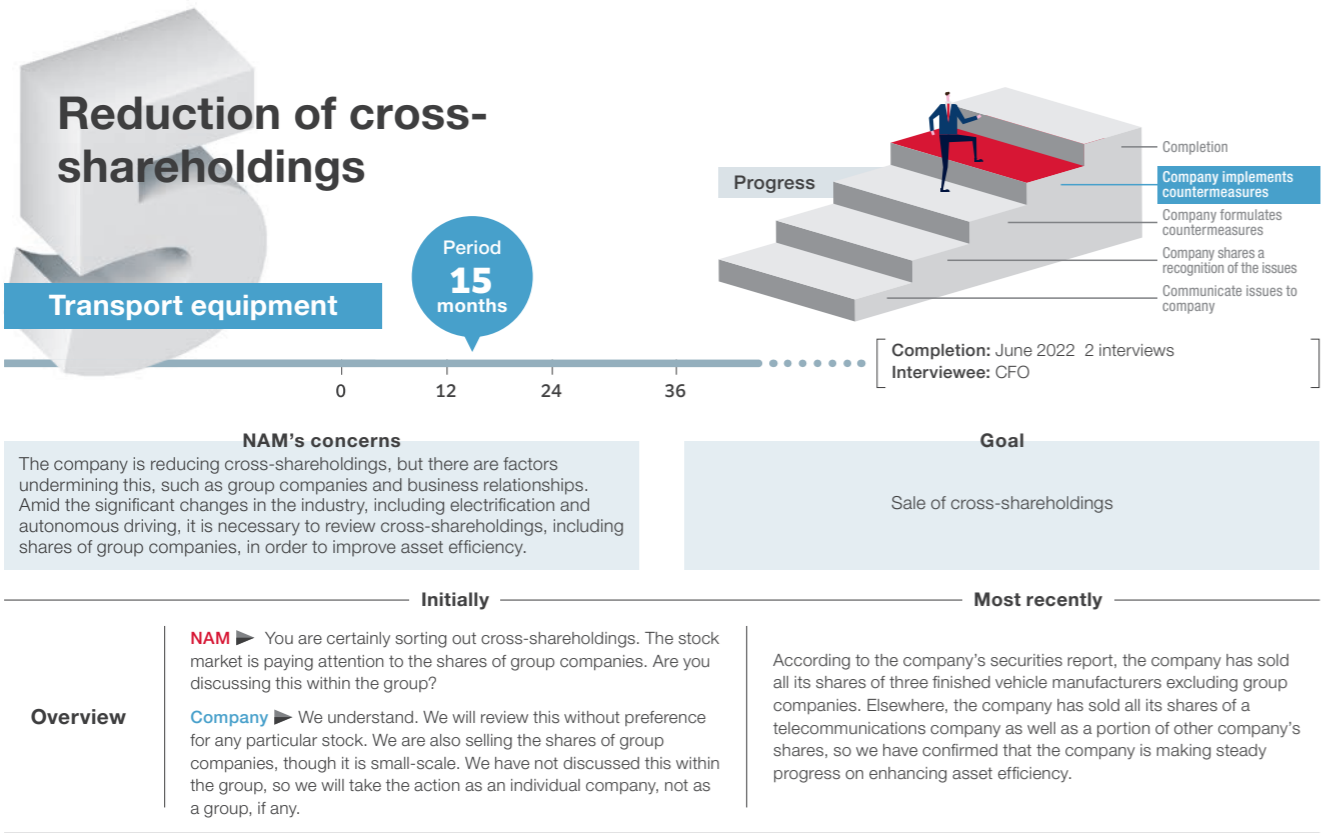 5
Reduction of cross-
shareholdings
Transport equipment
Period
15
months
0 12 24 36
Progress
Completion
Company implements
countermeasures
Company formulates
countermeasures
Company shares a
recognition of the issues
Communicate issues to
company
Completion: June 2022 2 interviews
Interviewee: CFO
NAM's concerns
The company is reducing cross-shareholdings, but there are factors
undermining this, such as group companies and business relationships.
Amid the significant changes in the industry, including electrification and
autonomous driving, it is necessary to review cross-shareholdings, including
shares of group companies, in order to improve asset efficiency.
Goal
Sale of cross-shareholdings
Overview
Initially
NAM ▶ You are certainly sorting out cross-shareholdings. The stock
market is paying attention to the shares of group companies. Are you
discussing this within the group?
Company ▶ We understand. We will review this without preference
for any particular stock. We are also selling the shares of group
companies, though it is small-scale. We have not discussed this within
the group, so we will take the action as an individual company, not as
a group, if any.
Most recently
According to the company's securities report, the company has sold
all its shares of three finished vehicle manufacturers excluding group
companies. Elsewhere, the company has sold all its shares of a
telecommunications company as well as a portion of other company's
shares, so we have confirmed that the company is making steady
progress on enhancing asset efficiency.